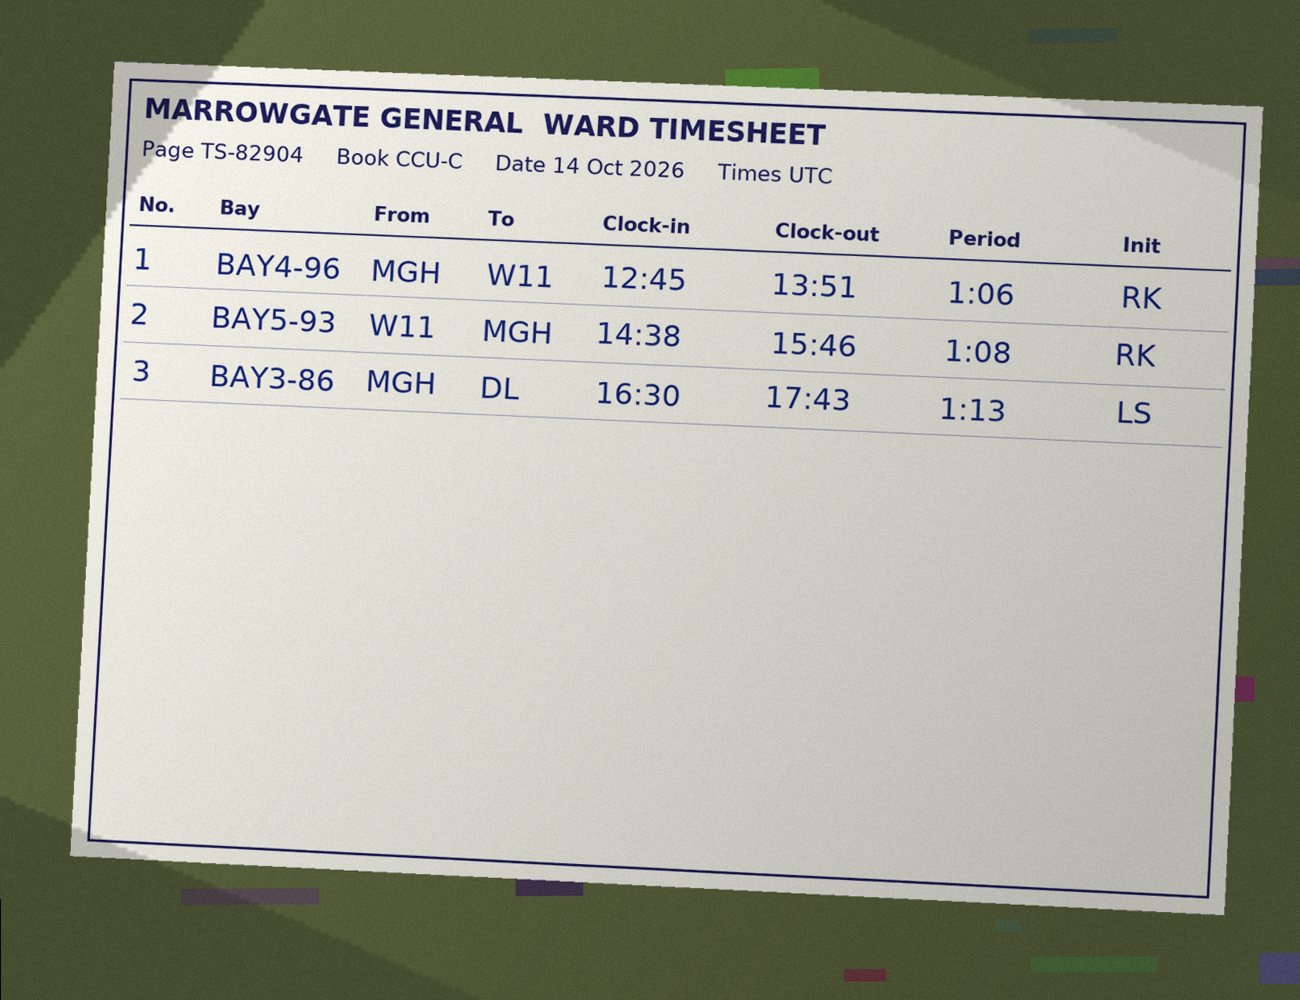 MARROWGATE GENERAL WARD TIMESHEET
Page TS-82904 Book CCU-C Date 14 Oct 2026 Times UTC
No. Bay From To Clock-in Clock-out Period Init
1 BAY4-96 MGH W11 12:45 13:51 1:06 RK
2 BAY5-93 W11 MGH 14:38 15:46 1:08 RK
3 BAY3-86 MGH DL 16:30 17:43 1:13 LS